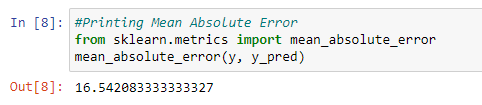 In [8]: #Printing Mean Absolute Error
from sklearn.metrics import mean_absolute_error
mean_absolute_error(y, y_pred)
Out[8]: 16.542083333333327